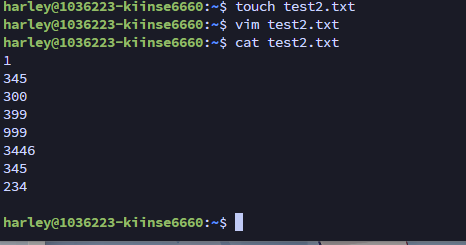 harley@1036223-kiinse6660:~$ touch test2.txt
harley@1036223-kiinse6660:~$ vim test2.txt
harley@1036223-kiinse6660:~$ cat test2.txt
1
345
300
399
999
3446
345
234
harley@1036223-kiinse6660:~$